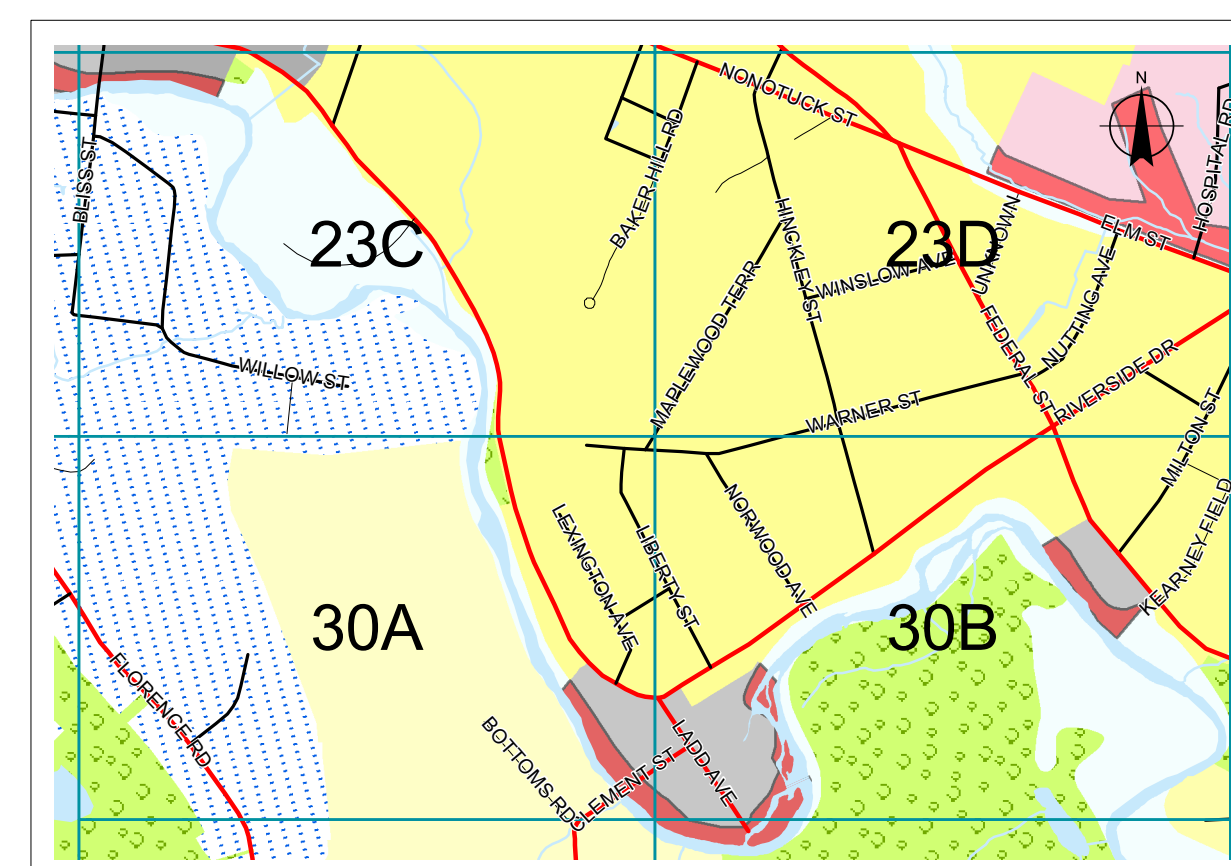 NONOTUCK ST
N
HOSPITAL RD
BLISS ST
BAKER HILL RD
23C
HINCKLEY ST
23D
UNKNOWN
ELM ST
WINSLOW AVE
MAPLEWOOD TERR
NUTTING AVE
FEDERAL ST
WILLOW ST
RIVERSIDE DR
WARNER ST
MILTON ST
KEARNEY FIELD
LEXINGTON AVE
LIBERTY ST
NORWOOD AVE
30A
30B
FLORENCE RD
BOTTOMS RD
CLEMENT ST
LADD AVE